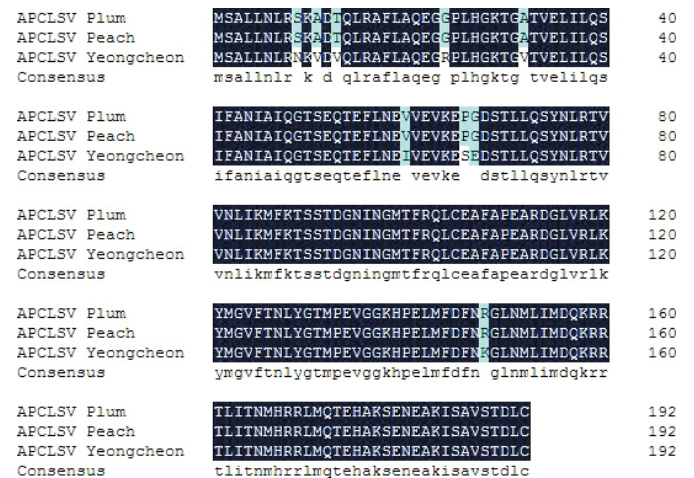 APCLSV Plum MSALLNLRSKADTQLRAFLAQEGGPLHGKTGATVELILQS 40
APCLSV Peach MSALLNLRSKADTQLRAFLAQEGGPLHGKTGATVELILQS 40
APCLSV Yeongcheon MSALLNLRNKVDVQLRAFLAQEGRPLHGKTGVTVELILQS 40
Consensus msallnlr k d qlraflaqeg plhgktg tvelilqs
APCLSV Plum IFANIAIQGTSEQTEFLNEVVEVKEPGDSTLLQSYNLRTV 80
APCLSV Peach IFANIAIQGTSEQTEFLNEVVEVKEPGDSTLLQSYNLRTV 80
APCLSV Yeongcheon IFANIAIQGTSEQTEFLNEIVEVKESEDSTLLQSYNLRTV 80
Consensus ifaniaiqgtseqteflne vevke dstllqsynlrtv
APCLSV Plum VNLIKMFKTSSTDGNINGMTFRQLCEAFAPEARDGLVRLK 120
APCLSV Peach VNLIKMFKTSSTDGNINGMTFRQLCEAFAPEARDGLVRLK 120
APCLSV Yeongcheon VNLIKMFKTSSTDGNINGMTFRQLCEAFAPEARDGLVRLK 120
Consensus vnlikmfktsstdgningmtfrqlceafapeardglvrlk
APCLSV Plum YMGVFTNLYGTMPEVGGKHPELMFDFNRGLNMLIMDQKRR 160
APCLSV Peach YMGVFTNLYGTMPEVGGKHPELMFDFNRGLNMLIMDQKRR 160
APCLSV Yeongcheon YMGVFTNLYGTMPEVGGKHPELMFDFNKGLNMLIMDQKRR 160
Consensus ymgvftnlygtmpevggkhpelmfdfn glnmlimdqkrr
APCLSV Plum TLITNMHRRLMQTEHAKSENEAKISAVSTDLC 192
APCLSV Peach TLITNMHRRLMQTEHAKSENEAKISAVSTDLC 192
APCLSV Yeongcheon TLITNMHRRLMQTEHAKSENEAKISAVSTDLC 192
Consensus tlitnmhrrlmqtehakseneakisavstdlc